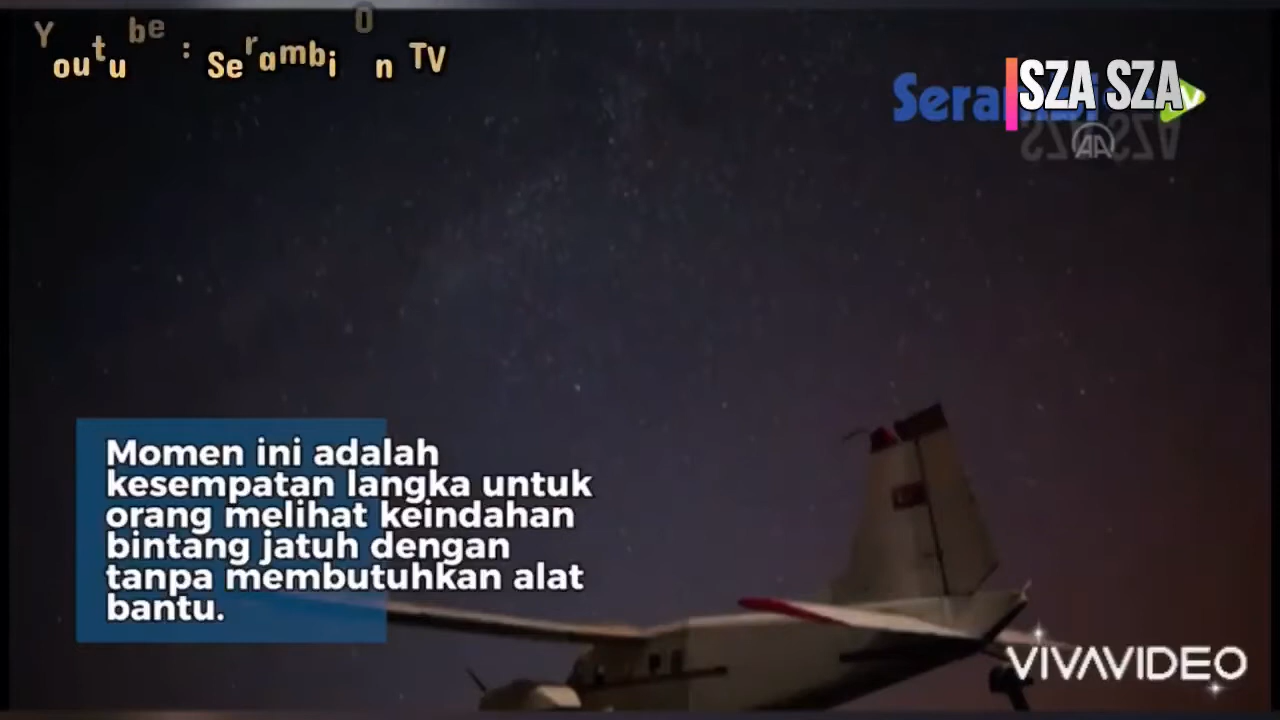 Youtube : Serambi On TV
SZA SZA
AA
Momen ini adalah
kesempatan langka untuk
orang melihat keindahan
bintang jatuh dengan
tanpa membutuhkan alat
bantu.
VIVAVIDEO